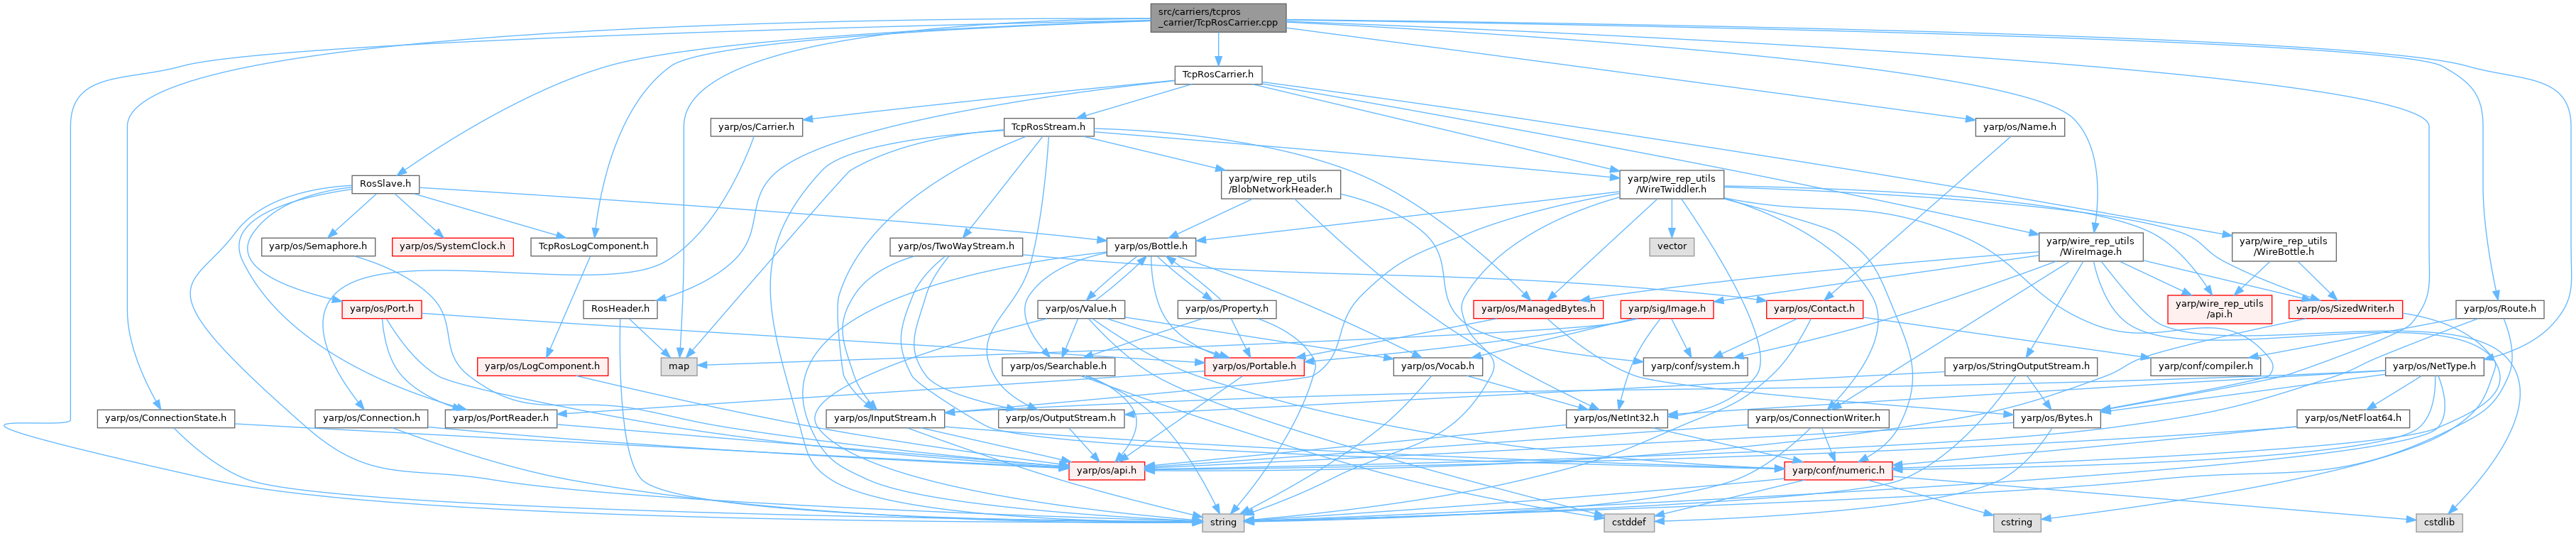 src/carriers/tcpros
_carrier/TcpRosCarrier.cpp
TcpRosCarrier.h
yarp/os/Carrier.h
TcpRosStream.h
yarp/os/Name.h
RosSlave.h
yarp/wire_rep_utils
/BlobNetworkHeader.h
yarp/wire_rep_utils
/WireTwiddler.h
yarp/os/Semaphore.h
yarp/os/SystemClock.h
TcpRosLogComponent.h
yarp/os/TwoWayStream.h
yarp/os/Bottle.h
vector
yarp/wire_rep_utils
/WireImage.h
yarp/wire_rep_utils
/WireBottle.h
yarp/os/Port.h
RosHeader.h
yarp/os/Value.h
yarp/os/Property.h
yarp/os/ManagedBytes.h
yarp/sig/Image.h
yarp/os/Contact.h
yarp/wire_rep_utils
/api.h
yarp/os/SizedWriter.h
yarp/os/Route.h
yarp/os/LogComponent.h
map
yarp/os/Searchable.h
yarp/os/Portable.h
yarp/os/Vocab.h
yarp/conf/system.h
yarp/os/StringOutputStream.h
yarp/conf/compiler.h
yarp/os/NetType.h
yarp/os/ConnectionState.h
yarp/os/Connection.h
yarp/os/PortReader.h
yarp/os/InputStream.h
yarp/os/OutputStream.h
yarp/os/NetInt32.h
yarp/os/ConnectionWriter.h
yarp/os/Bytes.h
yarp/os/NetFloat64.h
yarp/os/api.h
yarp/conf/numeric.h
string
cstddef
cstring
cstdlib